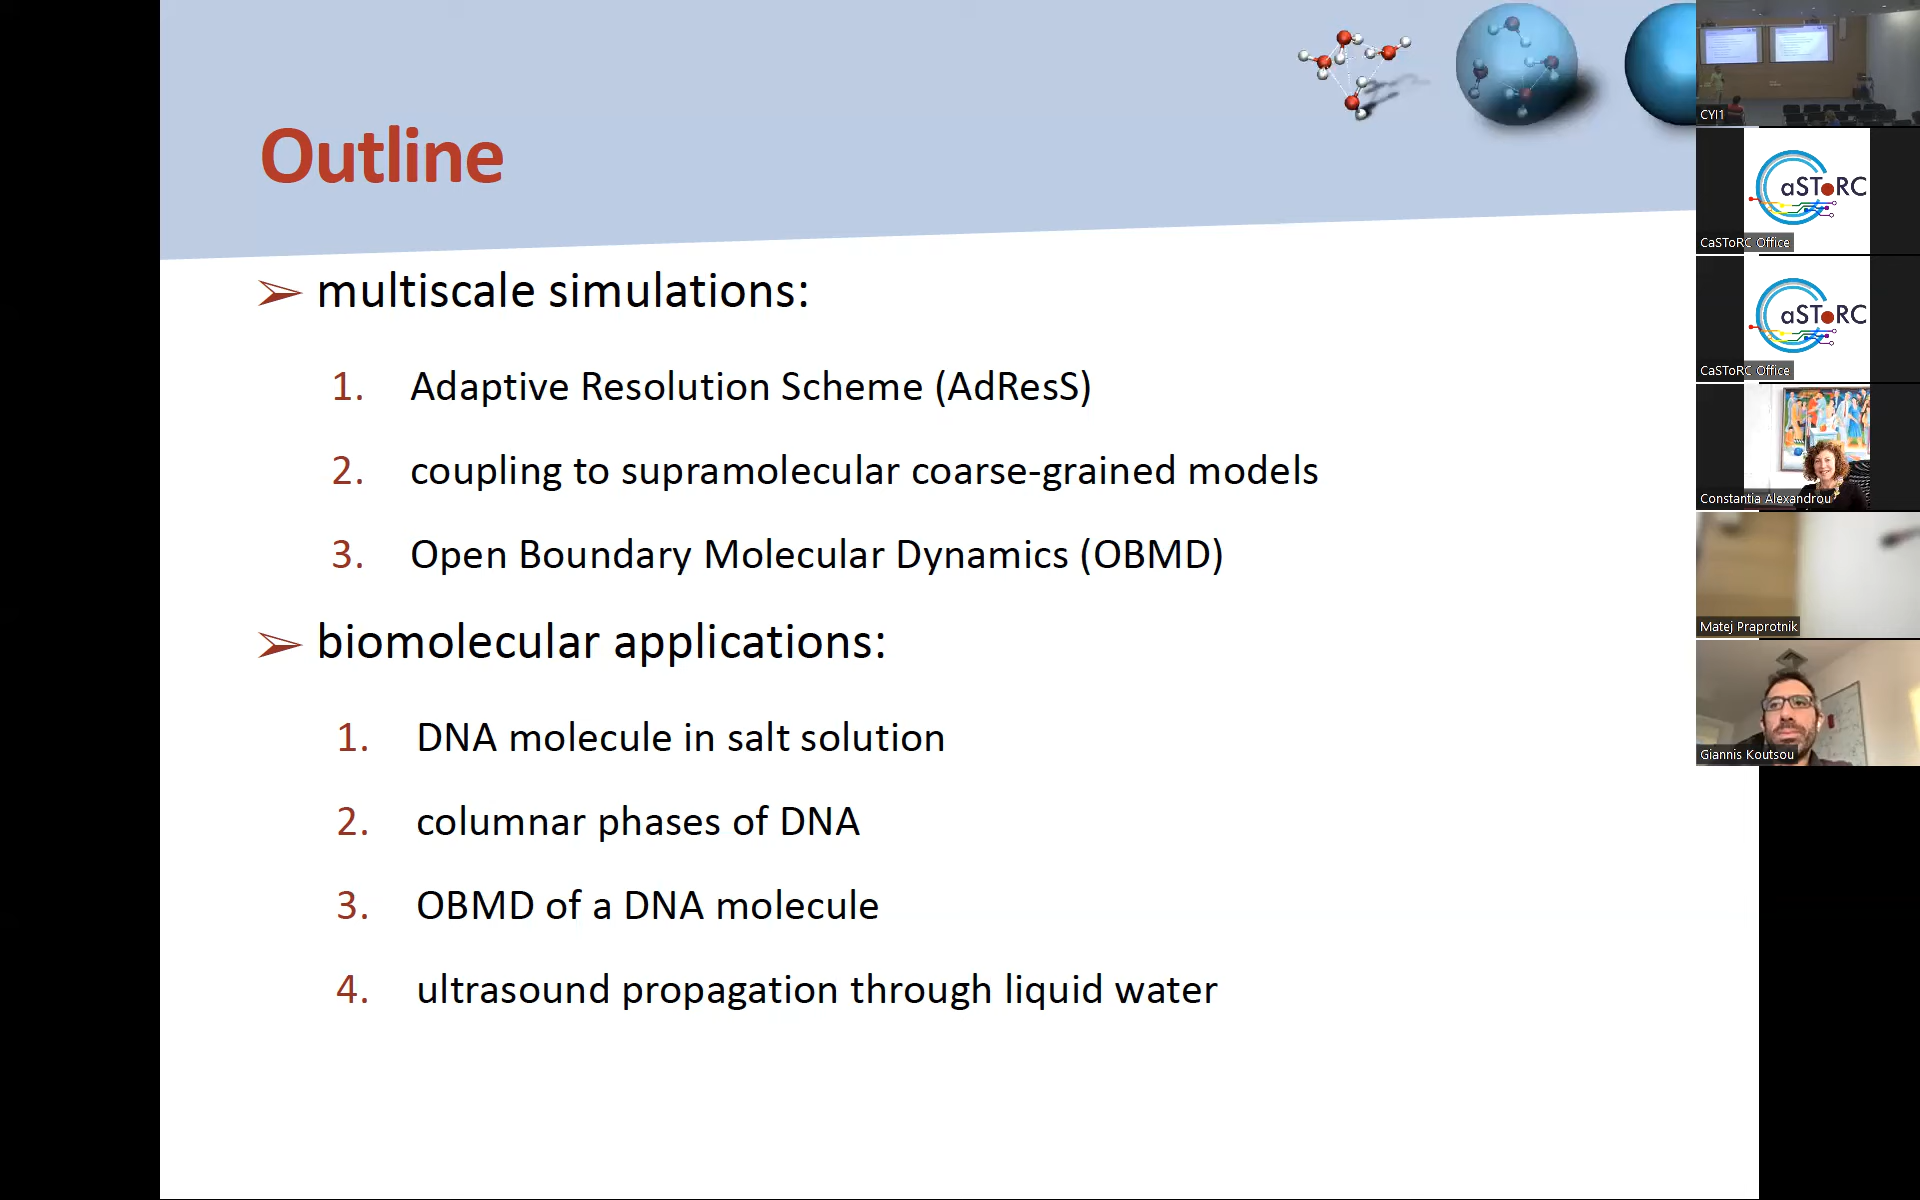 Outline
➢ multiscale simulations:
1. Adaptive Resolution Scheme (AdResS)
2. coupling to supramolecular coarse-grained models
3. Open Boundary Molecular Dynamics (OBMD)
➢ biomolecular applications:
1. DNA molecule in salt solution
2. columnar phases of DNA
3. OBMD of a DNA molecule
4. ultrasound propagation through liquid water
CYI1
CaSToRC
CaSToRC Office
CaSToRC
CaSToRC Office
Constantia Alexandrou
Matej Praprotnik
Giannis Koutsou